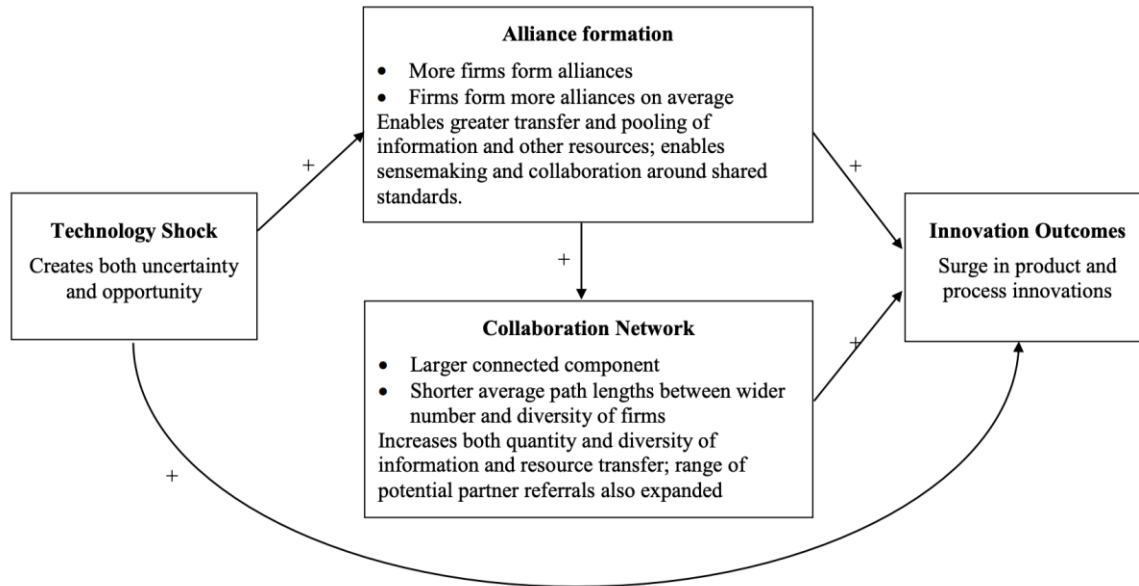 Alliance formation
• More firms form alliances
• Firms form more alliances on average
Enables greater transfer and pooling of
information and other resources; enables
sensemaking and collaboration around shared
standards.
+
+
Technology Shock
Creates both uncertainty
and opportunity
Innovation Outcomes
Surge in product and
process innovations
+
Collaboration Network
• Larger connected component
• Shorter average path lengths between wider
number and diversity of firms
Increases both quantity and diversity of
information and resource transfer; range of
potential partner referrals also expanded
+
+